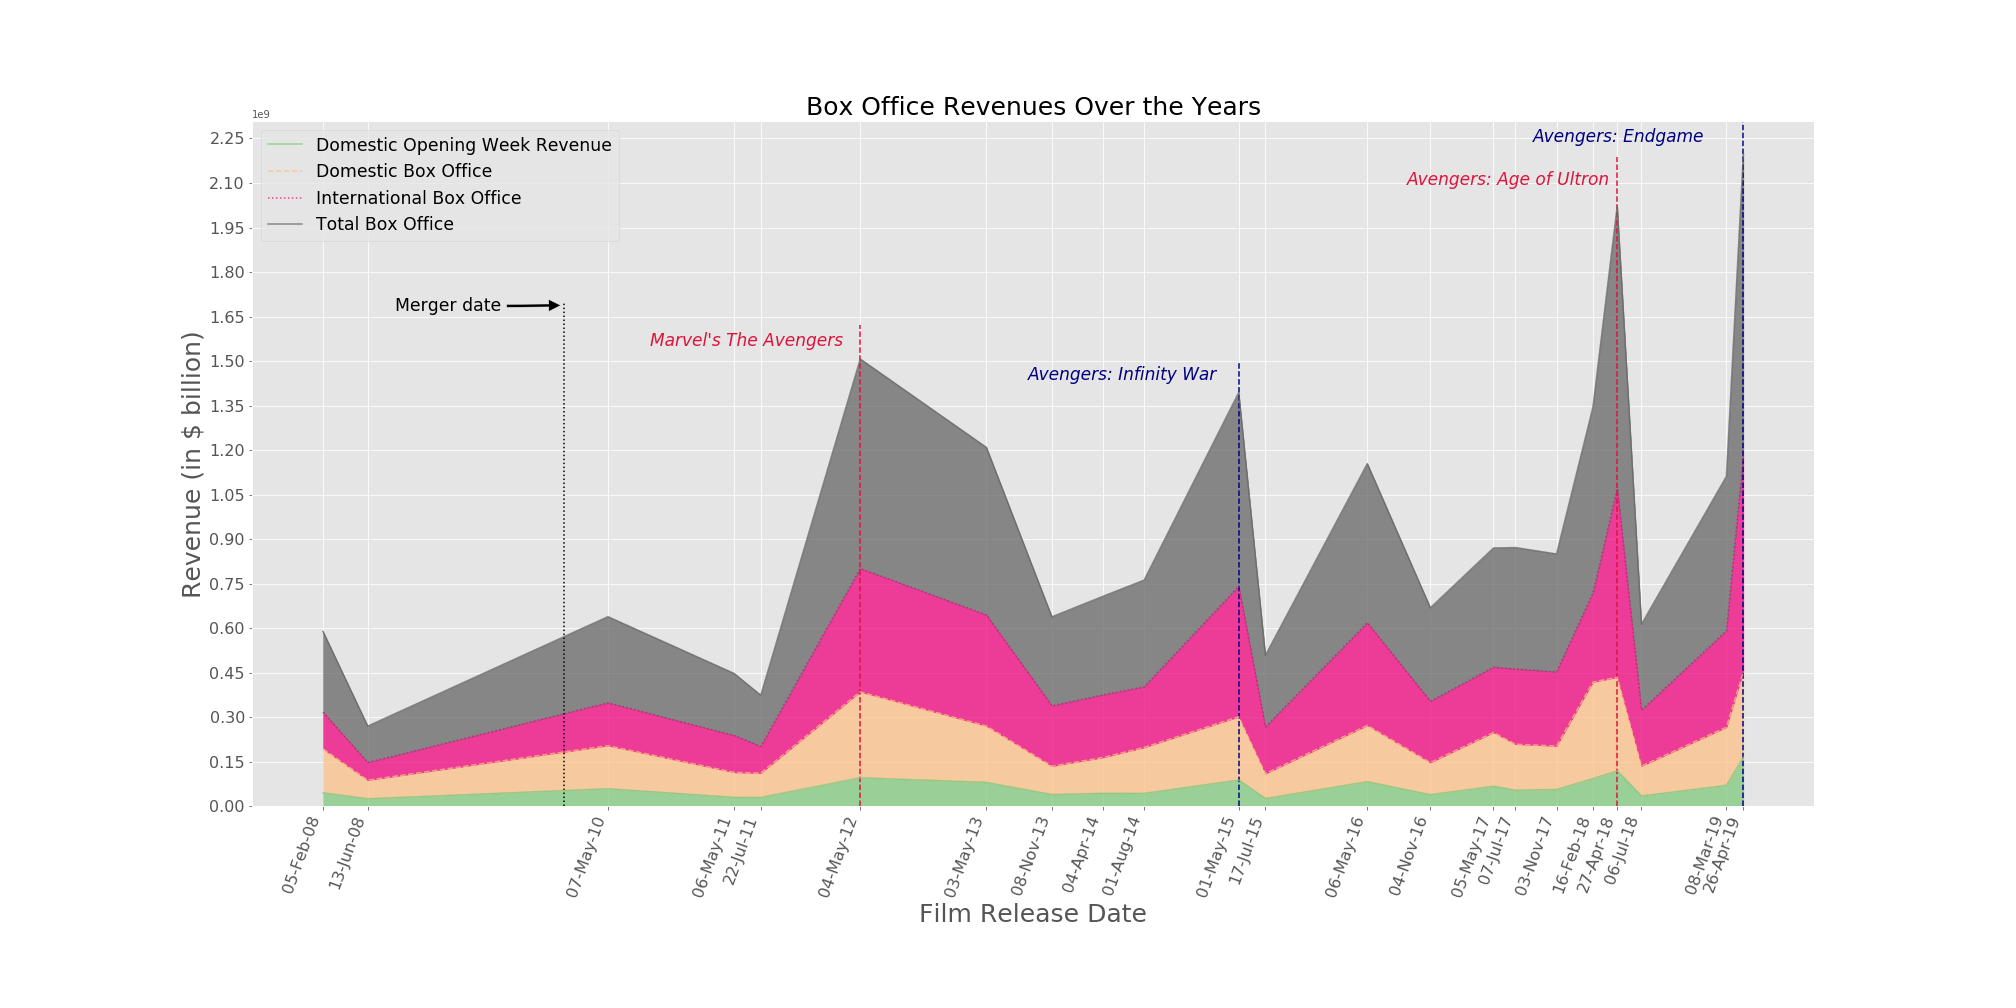 Box Office Revenues Over the Years
1e9
Domestic Opening Week Revenue
Domestic Box Office
International Box Office
Total Box Office
Avengers: Endgame
Avengers: Age of Ultron
Merger date
Marvel's The Avengers
Avengers: Infinity War
Revenue (in $ billion)
2.25
2.10
1.95
1.80
1.65
1.50
1.35
1.20
1.05
0.90
0.75
0.60
0.45
0.30
0.15
0.00
05-Feb-08
13-Jun-08
07-May-10
06-May-11
22-Jul-11
04-May-12
03-May-13
08-Nov-13
04-Apr-14
01-Aug-14
01-May-15
17-Jul-15
06-May-16
04-Nov-16
05-May-17
07-Jul-17
03-Nov-17
16-Feb-18
27-Apr-18
06-Jul-18
08-Mar-19
26-Apr-19
Film Release Date